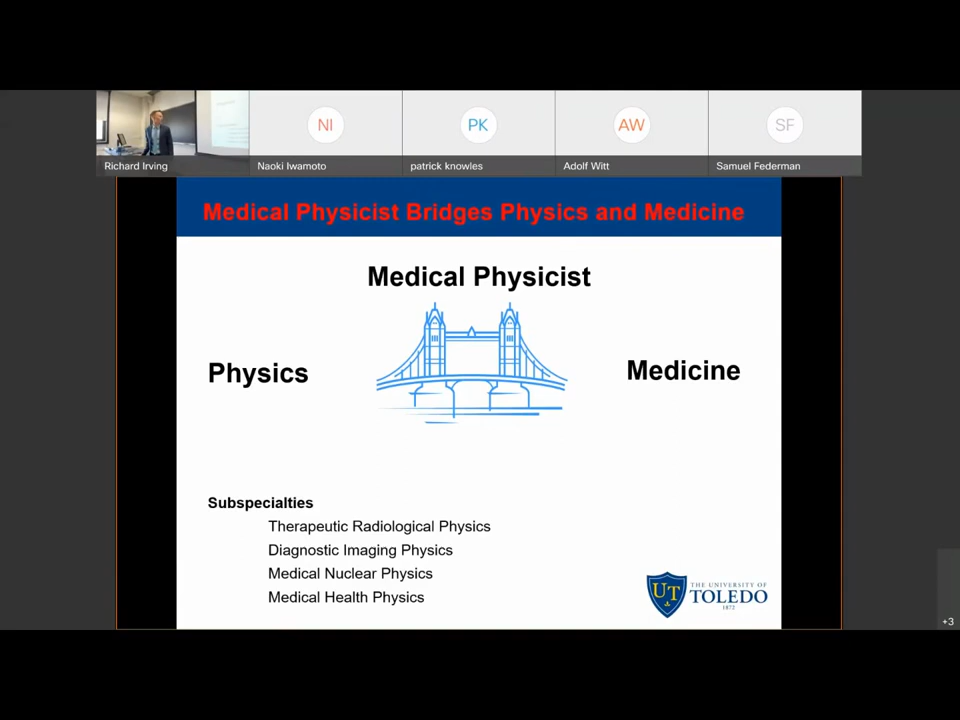 NI
PK
AW
SF
Richard Irving
Naoki Iwamoto
patrick knowles
Adolf Witt
Samuel Federman
Medical Physicist Bridges Physics and Medicine
Medical Physicist
Physics
Medicine
Subspecialties
Therapeutic Radiological Physics
Diagnostic Imaging Physics
Medical Nuclear Physics
Medical Health Physics
UT
THE UNIVERSITY OF
TOLEDO
1872
+3